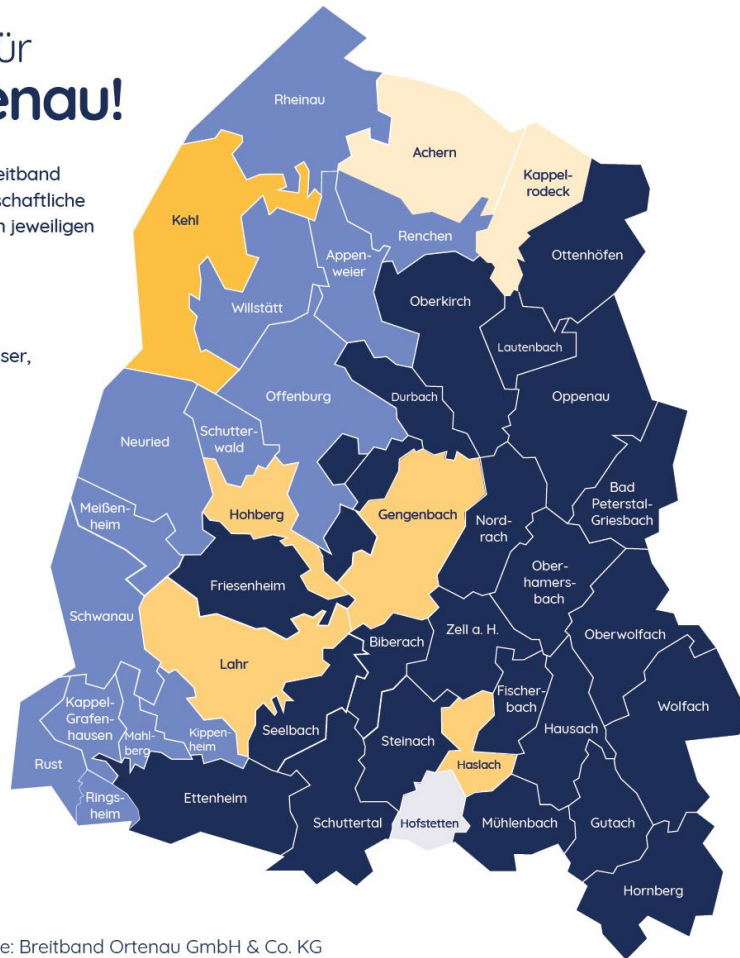 ür
enau!
eitband
schaftliche
n jeweiligen
ser,
Rheinau
Achern
Kappel-
rodeck
Kehl
Renchen
Appen-
weier
Ottenhöfen
Willstätt
Oberkirch
Lautenbach
Offenburg
Durbach
Oppenau
Neuried
Schutter-
wald
Bad
Peterstal-
Griesbach
Meißen-
heim
Hohberg
Gengenbach
Nord-
rach
Friesenheim
Ober-
hamers-
bach
Schwanau
Lahr
Biberach
Zell a. H.
Oberwolfach
Kappel-
Grafen-
hausen
Mahl-
berg
Kippen-
heim
Seelbach
Steinach
Fischer-
bach
Hausach
Wolfach
Rust
Haslach
Rings-
heim
Ettenheim
Schuttertal
Hofstetten
Mühlenbach
Gutach
Hornberg
e: Breitband Ortenau GmbH & Co. KG